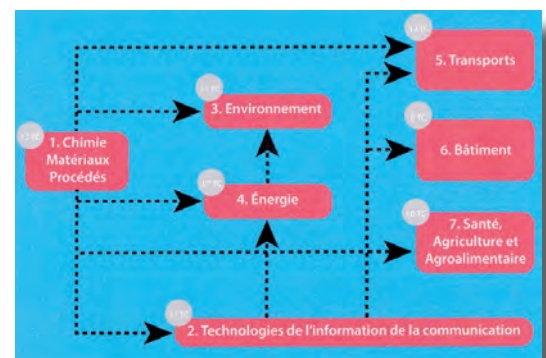 5. Transports
3. Environnement
1. Chimie
Matériaux
Procédés
6. Bâtiment
4. Énergie
7. Santé,
Agriculture et
Agroalimentaire
2. Technologies de l'information de la communication